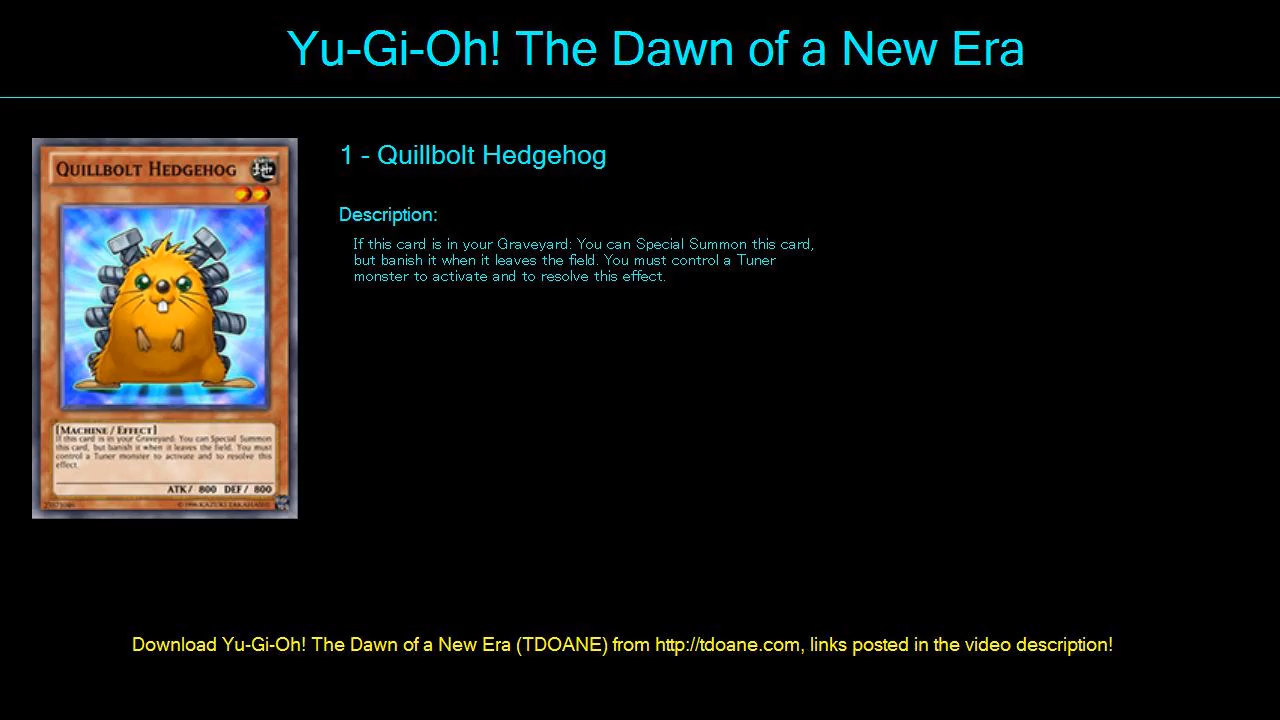 Yu-Gi-Oh! The Dawn of a New Era
QUILLBOLT HEDGEHOG
地
[MACHINE / EFFECT]
If this card is in your Graveyard: You can Special Summon
this card, but banish it when it leaves the field. You must
control a Tuner monster to activate and to resolve this
effect.
ATK/ 800 DEF/ 800
©1996 KAZUKI TAKAHASHI
1 - Quillbolt Hedgehog
Description:
If this card is in your Graveyard: You can Special Summon this card,
but banish it when it leaves the field. You must control a Tuner
monster to activate and to resolve this effect.
Download Yu-Gi-Oh! The Dawn of a New Era (TDOANE) from http://tdoane.com, links posted in the video description!